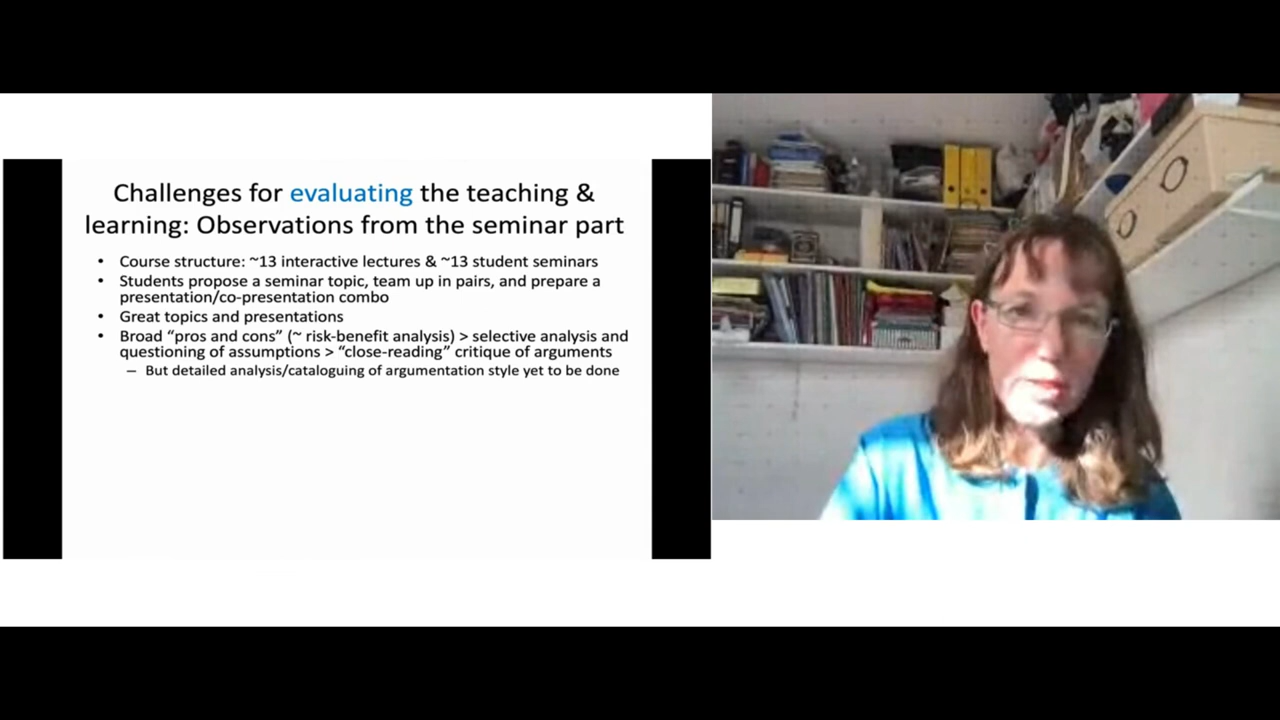 Challenges for evaluating the teaching &
learning: Observations from the seminar part
• Course structure: ~13 interactive lectures & ~13 student seminars
• Students propose a seminar topic, team up in pairs, and prepare a
presentation/co-presentation combo
• Great topics and presentations
• Broad “pros and cons” (~ risk-benefit analysis) > selective analysis and
questioning of assumptions > “close-reading” critique of arguments
– But detailed analysis/cataloguing of argumentation style yet to be done